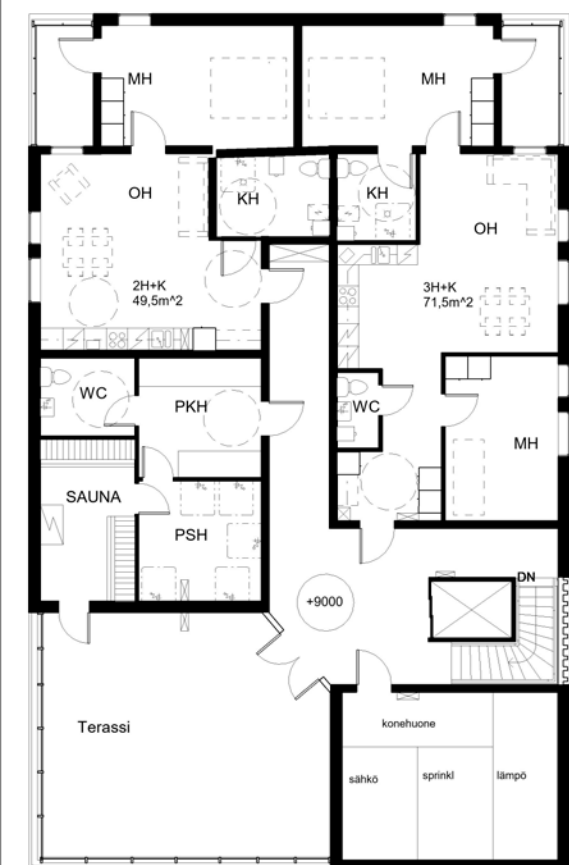 MH
MH
OH
KH
KH
OH
2H+K
49,5m^2
3H+K
71,5m^2
WC
PKH
WC
MH
SAUNA
PSH
DN
+9000
Terassi
konehuone
sähkö
sprinkl
lämpö